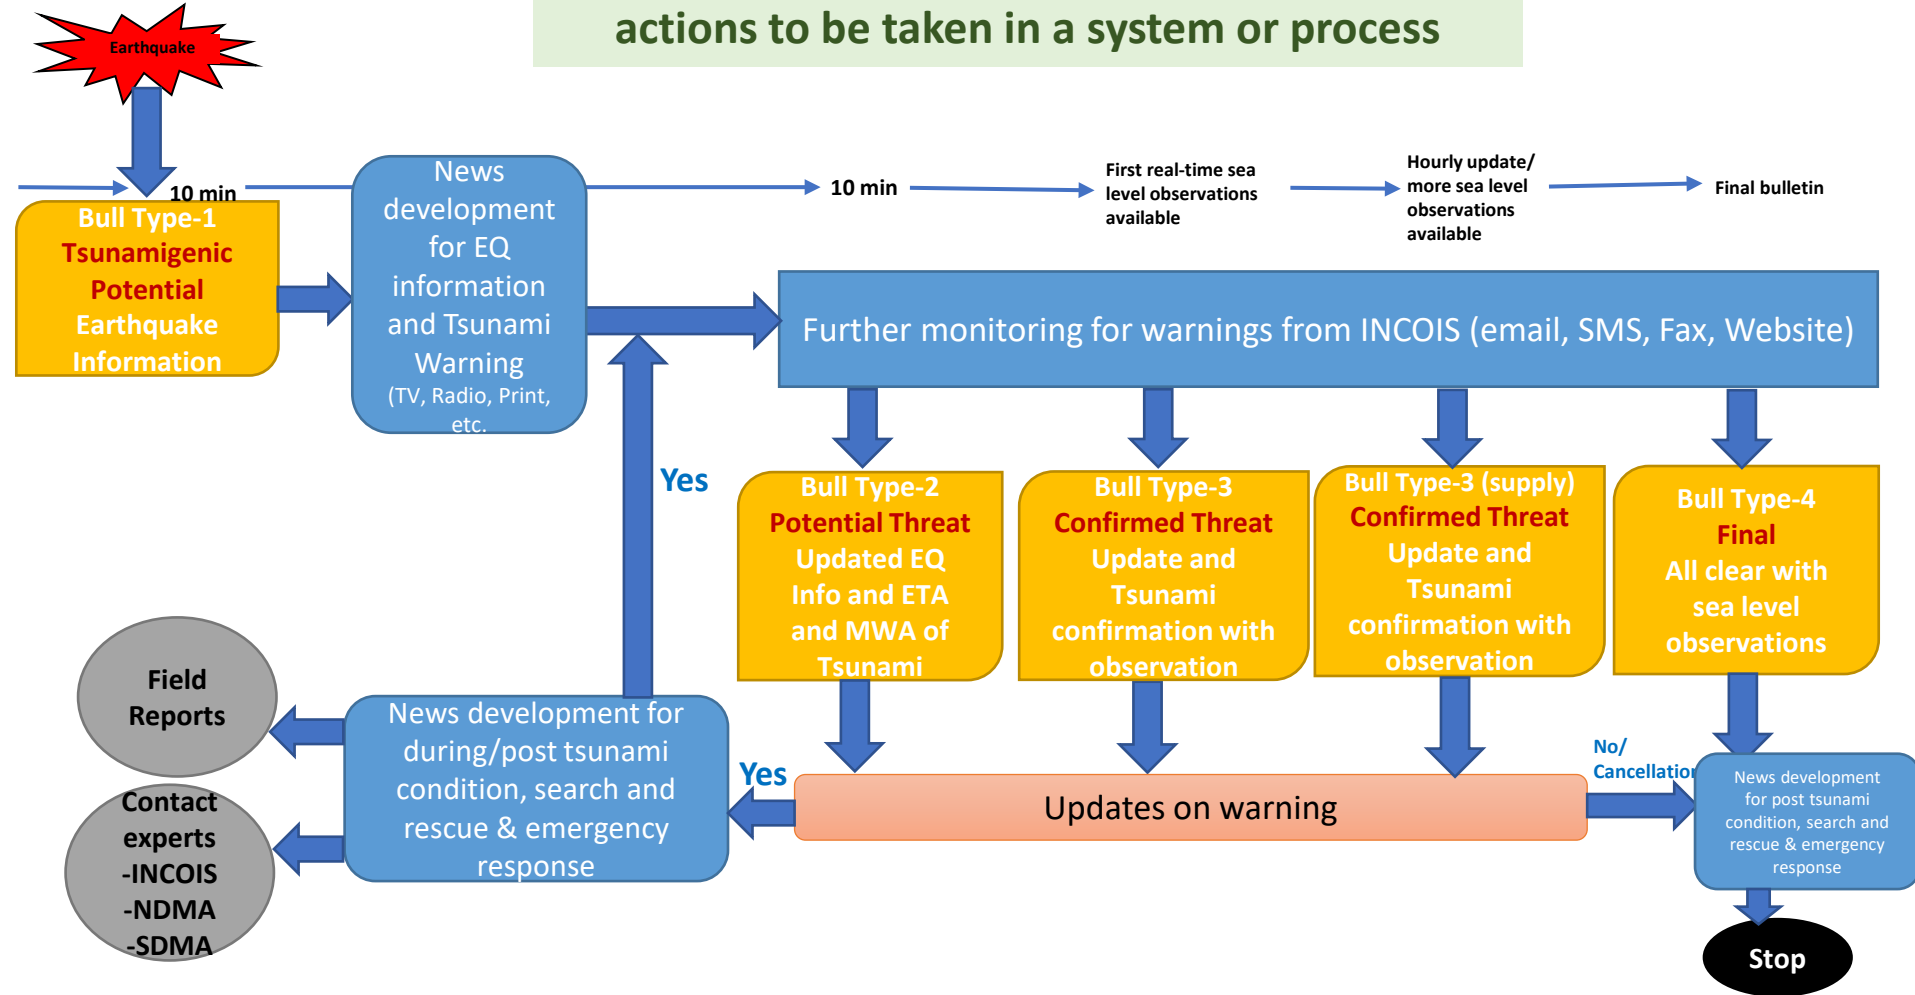 actions to be taken in a system or process
Earthquake
10 min
10 min
First real-time sea
level observations
available
Hourly update/
more sea level
observations
available
Final bulletin
Bull Type-1
Tsunamigenic
Potential
Earthquake
Information
News
development
for EQ
information
and Tsunami
Warning
(TV, Radio, Print,
etc.
Further monitoring for warnings from INCOIS (email, SMS, Fax, Website)
Yes
Bull Type-2
Potential Threat
Updated EQ
Info and ETA
and MWA of
Tsunami
Bull Type-3
Confirmed Threat
Update and
Tsunami
confirmation with
observation
Bull Type-3 (supply)
Confirmed Threat
Update and
Tsunami
confirmation with
observation
Bull Type-4
Final
All clear with
sea level
observations
Field
Reports
Contact
experts
-INCOIS
-NDMA
-SDMA
News development for
during/post tsunami
condition, search and
rescue & emergency
response
Yes
Updates on warning
No/
Cancellation
News development
for post tsunami
condition, search and
rescue & emergency
response
Stop